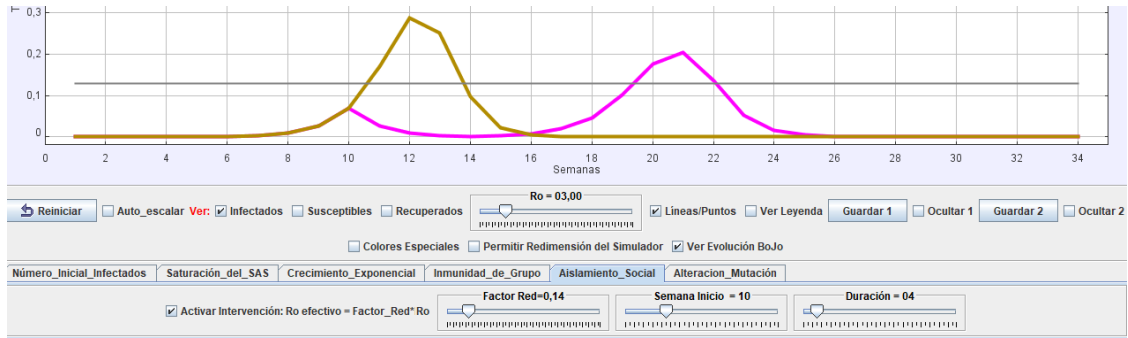 T
0,3
0,2
0,1
0
0 2 4 6 8 10 12 14 16 18 20 22 24 26 28 30 32 34
Semanas
Reiniciar Auto_escalar Ver: Infectados Susceptibles Recuperados Ro = 03,00 Líneas/Puntos Ver Leyenda Guardar 1 Ocultar 1 Guardar 2 Ocultar 2
Colores Especiales Permitir Redimensión del Simulador Ver Evolución BoJo
Número_Inicial_Infectados Saturación_del_SAS Crecimiento_Exponencial Inmunidad_de_Grupo Aislamiento_Social Alteracion_Mutación
Activar Intervención: Ro efectivo = Factor_Red* Ro Factor Red=0,14 Semana Inicio = 10 Duración = 04